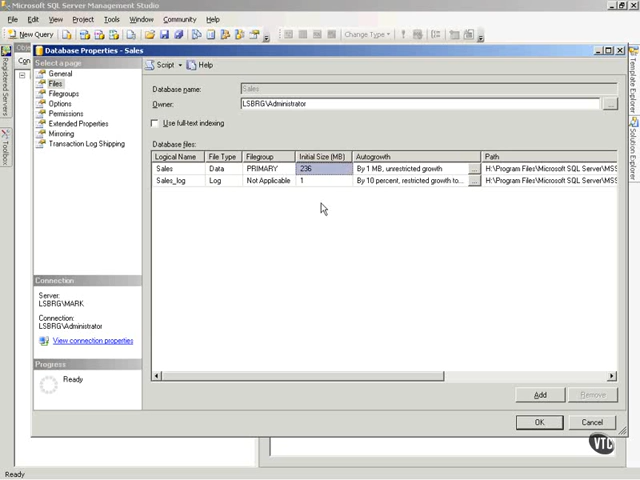 Microsoft SQL Server Management Studio
File Edit View Project Tools Window Community Help
New Query Change Type
Registered Servers
Toolbox
Template Explorer
Solution Explorer
Database Properties - Sales
Select a page
General
Files
Filegroups
Options
Permissions
Extended Properties
Mirroring
Transaction Log Shipping
Connection
Server:
LSBRG\MARK
Connection:
LSBRG\Administrator
View connection properties
Progress
Ready
Script Help
Database name: Sales
Owner: LSBRG\Administrator ...
Use full-text indexing
Database files:
Logical Name File Type Filegroup Initial Size (MB) Autogrowth Path
Sales Data PRIMARY 236 By 1 MB, unrestricted growth ... H:\Program Files\Microsoft SQL Server\MSS
Sales_log Log Not Applicable 1 By 10 percent, restricted growth to... ... H:\Program Files\Microsoft SQL Server\MSS
Add Remove
OK Cancel
VTC
Ready